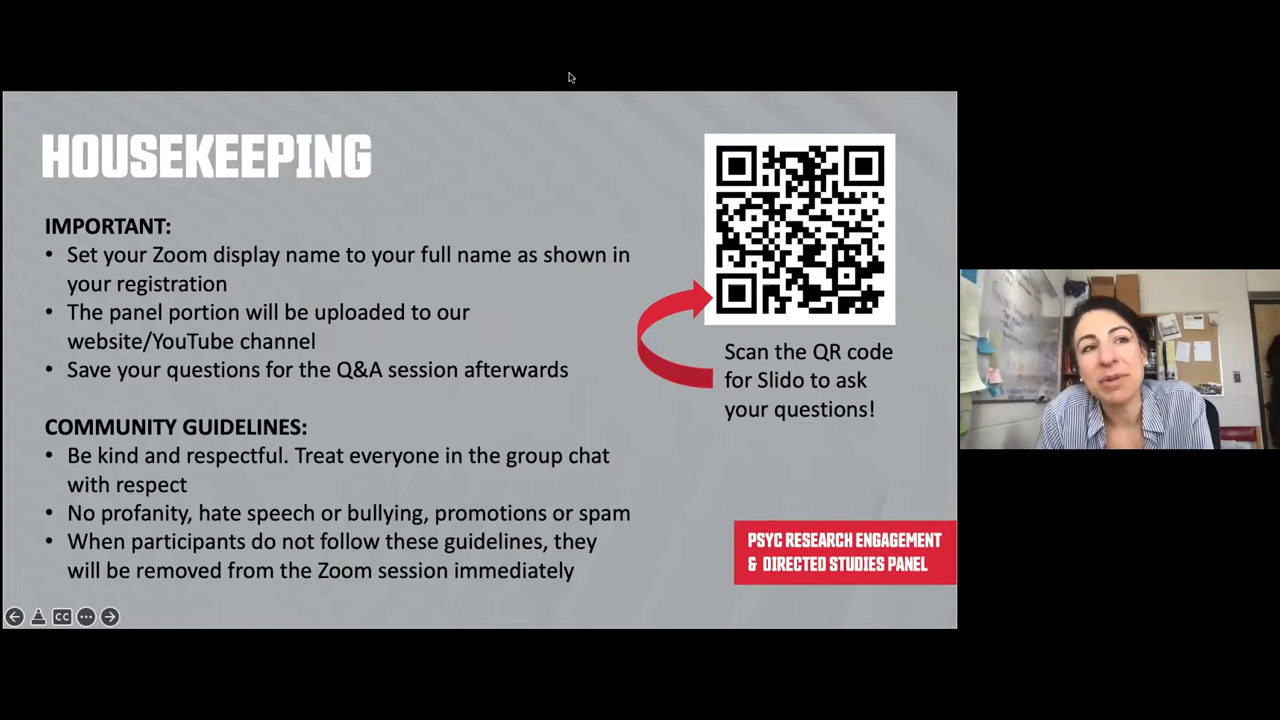 HOUSEKEEPING
IMPORTANT:
• Set your Zoom display name to your full name as shown in
your registration
• The panel portion will be uploaded to our
website/YouTube channel
• Save your questions for the Q&A session afterwards
COMMUNITY GUIDELINES:
• Be kind and respectful. Treat everyone in the group chat
with respect
• No profanity, hate speech or bullying, promotions or spam
• When participants do not follow these guidelines, they
will be removed from the Zoom session immediately
Scan the QR code
for Slido to ask
your questions!
PSYC RESEARCH ENGAGEMENT
& DIRECTED STUDIES PANEL
CC